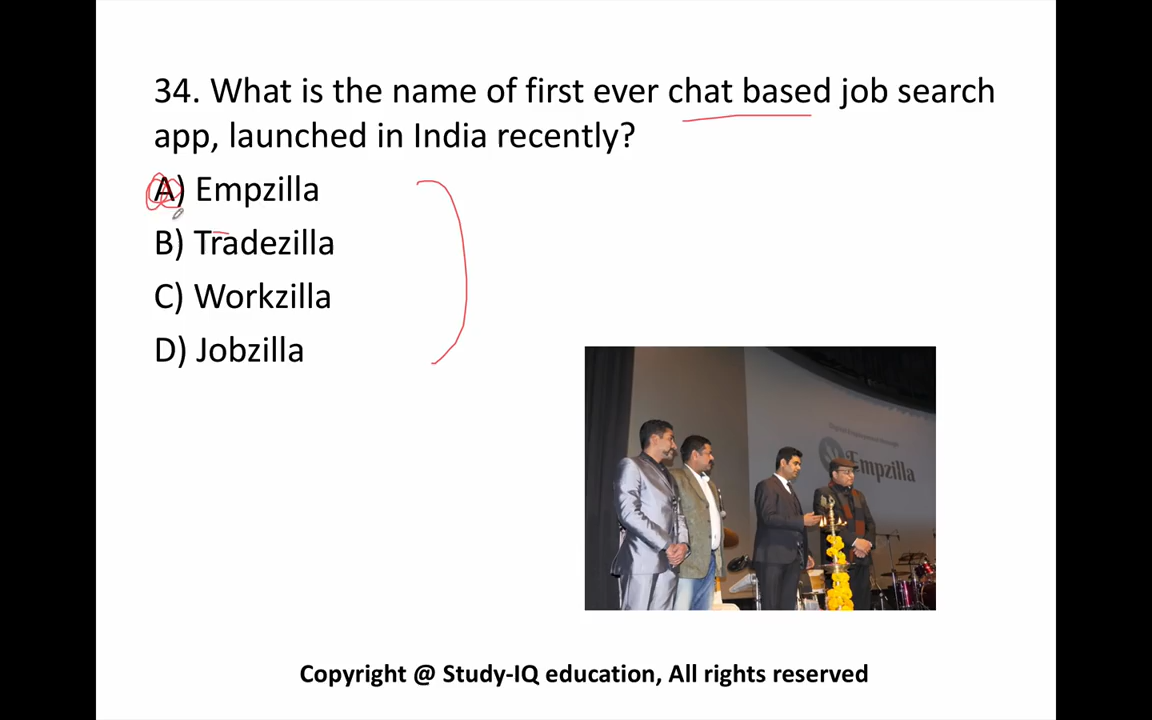 34. What is the name of first ever chat based job search
app, launched in India recently?
A) Empzilla
B) Tradezilla
C) Workzilla
D) Jobzilla
Empzilla
Copyright @ Study-IQ education, All rights reserved